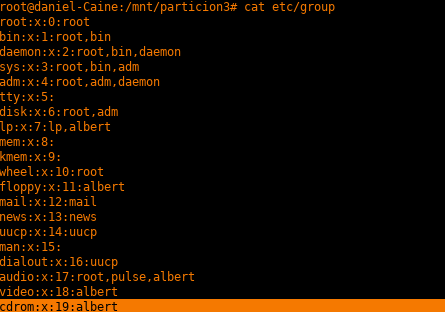 root@daniel-Caine:/mnt/particion3# cat etc/group
root:x:0:root
bin:x:1:root,bin
daemon:x:2:root,bin,daemon
sys:x:3:root,bin,adm
adm:x:4:root,adm,daemon
tty:x:5:
disk:x:6:root,adm
lp:x:7:lp,albert
mem:x:8:
kmem:x:9:
wheel:x:10:root
floppy:x:11:albert
mail:x:12:mail
news:x:13:news
uucp:x:14:uucp
man:x:15:
dialout:x:16:uucp
audio:x:17:root,pulse,albert
video:x:18:albert
cdrom:x:19:albert